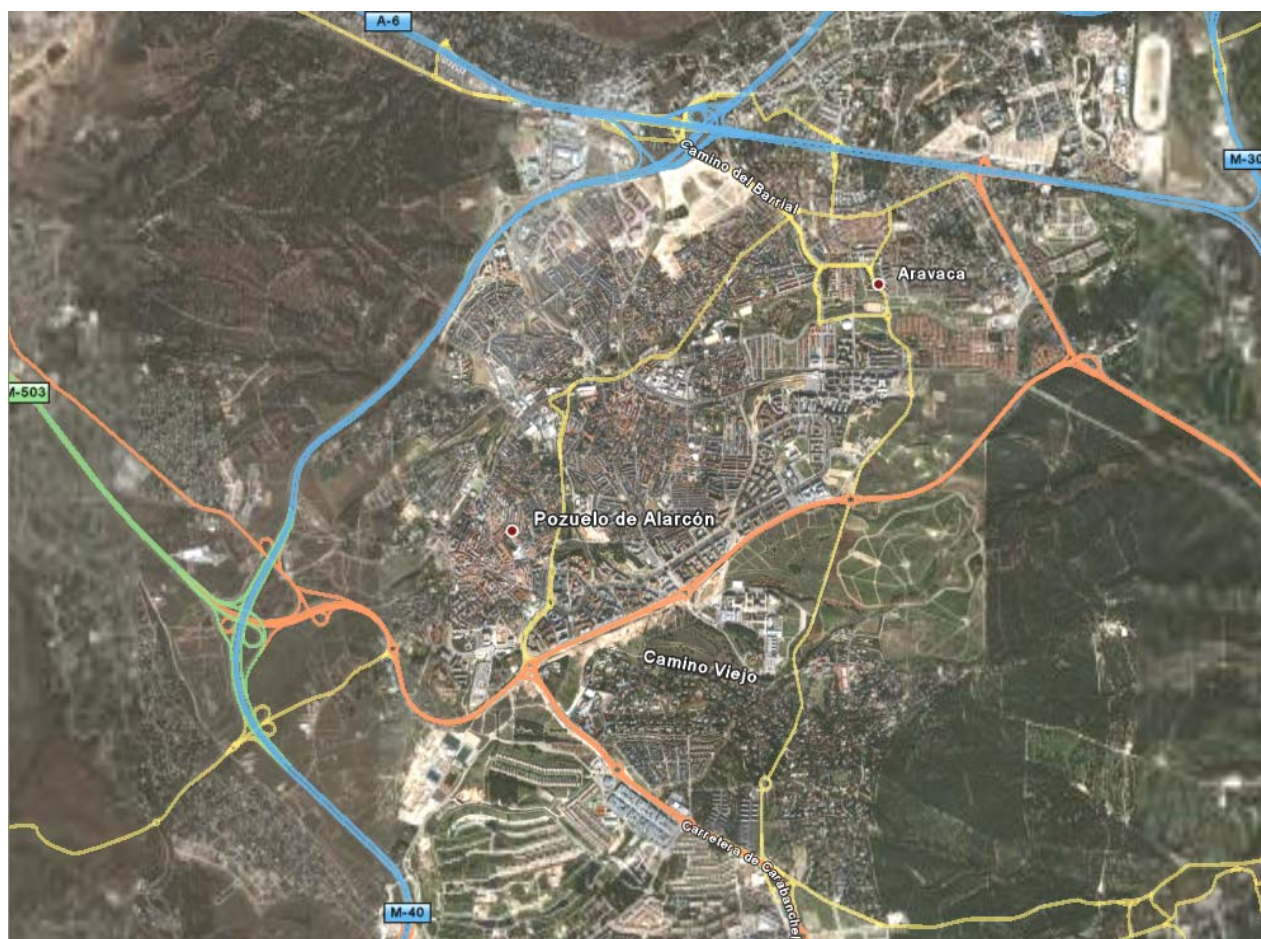 A-6
M-30
Camino del Barrial
Aravaca
M-503
Pozuelo de Alarcón
Camino Viejo
Carretera de Carabanchel
M-40